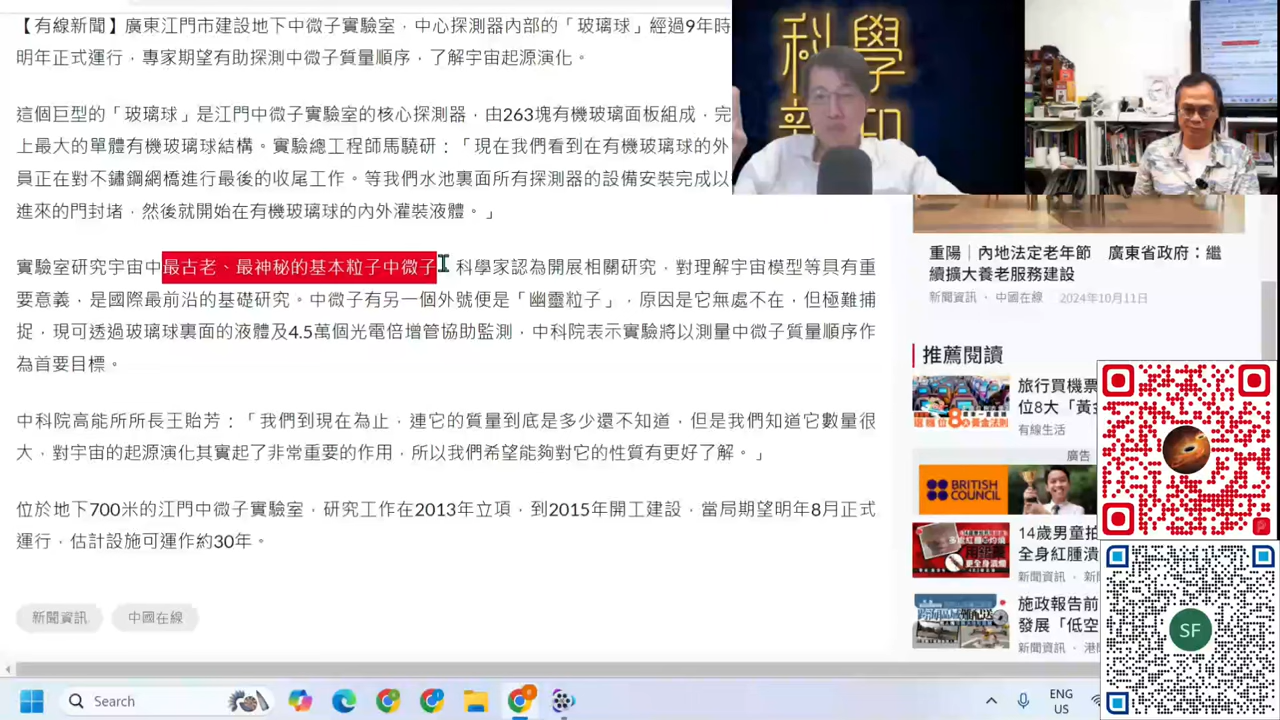 【有線新聞】廣東江門市建設地下中微子實驗室，中心探測器內部的「玻璃球」經過9年時
明年正式運行，專家期望有助探測中微子質量順序，了解宇宙起源演化。
這個巨型的「玻璃球」是江門中微子實驗室的核心探測器，由263塊有機玻璃面板組成，完
上最大的單體有機玻璃球結構。實驗總工程師馬驍妍：「現在我們看到在有機玻璃球的外
員正在對不鏽鋼網橋進行最後的收尾工作。等我們水池裏面所有探測器的設備安裝完成以
進來的門封堵，然後就開始在有機玻璃球的內外灌裝液體。」
實驗室研究宇宙中最古老、最神秘的基本粒子中微子，科學家認為開展相關研究，對理解宇宙模型等具有重
要意義，是國際最前沿的基礎研究。中微子有另一個外號便是「幽靈粒子」，原因是它無處不在，但極難捕
捉，現可透過玻璃球裏面的液體及4.5萬個光電倍增管協助監測，中科院表示實驗將以測量中微子質量順序作
為首要目標。
中科院高能所所長王貽芳：「我們到現在為止，連它的質量到底是多少還不知道，但是我們知道它數量很
大，對宇宙的起源演化其實起了非常重要的作用，所以我們希望能夠對它的性質有更好了解。」
位於地下700米的江門中微子實驗室，研究工作在2013年立項，到2015年開工建設，當局期望明年8月正式
運行，估計設施可運作約30年。
新聞資訊
中國在線
科學
印
重陽｜內地法定老年節 廣東省政府：繼
續擴大養老服務建設
新聞資訊 · 中國在線 2024年10月11日
推薦閱讀
旅行買機票
位8大「黃金
有線生活
廣告
BRITISH
COUNCIL
14歲男童拍
全身紅腫潰
新聞資訊 · 新
施政報告前
發展「低空
新聞資訊 · 港
SF
Search
ENG
US